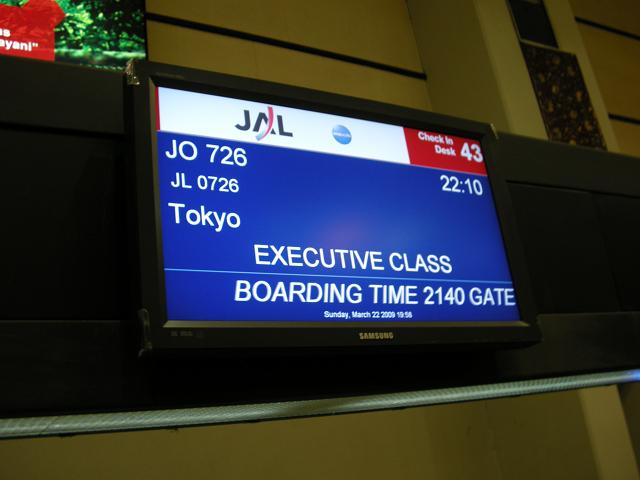 ayani"
JAL
Check In
Desk 43
JO 726
JL 0726
22:10
Tokyo
EXECUTIVE CLASS
BOARDING TIME 2140 GATE
Sunday, March 22 2009 19:56
SAMSUNG